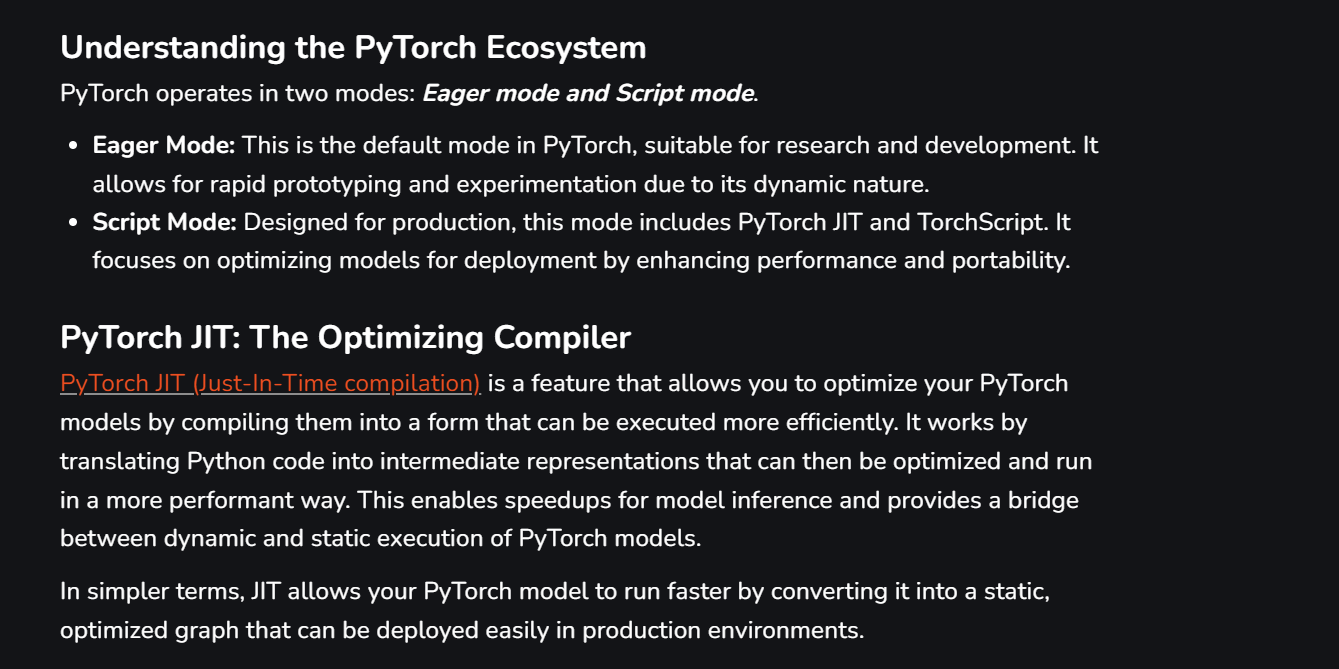 Understanding the PyTorch Ecosystem
PyTorch operates in two modes: Eager mode and Script mode.
• Eager Mode: This is the default mode in PyTorch, suitable for research and development. It
allows for rapid prototyping and experimentation due to its dynamic nature.
• Script Mode: Designed for production, this mode includes PyTorch JIT and TorchScript. It
focuses on optimizing models for deployment by enhancing performance and portability.
PyTorch JIT: The Optimizing Compiler
PyTorch JIT (Just-In-Time compilation) is a feature that allows you to optimize your PyTorch
models by compiling them into a form that can be executed more efficiently. It works by
translating Python code into intermediate representations that can then be optimized and run
in a more performant way. This enables speedups for model inference and provides a bridge
between dynamic and static execution of PyTorch models.
In simpler terms, JIT allows your PyTorch model to run faster by converting it into a static,
optimized graph that can be deployed easily in production environments.